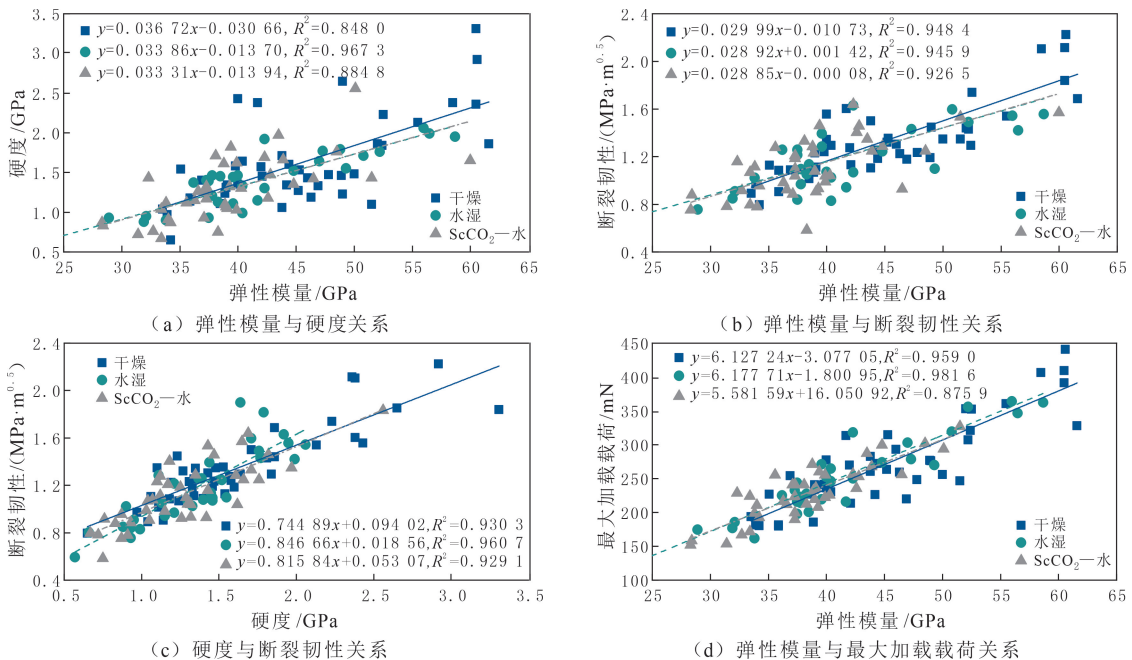 y=0.036 72x-0.030 66, R²=0.848 0
y=0.033 86x-0.013 70, R²=0.967 3
y=0.033 31x-0.013 94, R²=0.884 8
3.5
3.0
2.5
2.0
1.5
1.0
0.5
硬度/GPa
干燥
水湿
ScCO₂—水
25 30 35 40 45 50 55 60 65
弹性模量/GPa
（a）弹性模量与硬度关系
y=0.029 99x-0.010 73, R²=0.948 4
y=0.028 92x+0.001 42, R²=0.945 9
y=0.028 85x-0.000 08, R²=0.926 5
2.4
2.0
1.6
1.2
0.8
0.4
断裂韧性/(MPa·m⁰·⁵)
干燥
水湿
ScCO₂—水
25 30 35 40 45 50 55 60 65
弹性模量/GPa
（b）弹性模量与断裂韧性关系
干燥
水湿
ScCO₂—水
2.4
2.0
1.6
1.2
0.8
0.4
断裂韧性/(MPa·m⁰·⁵)
y=0.744 89x+0.094 02, R²=0.930 3
y=0.846 66x+0.018 56, R²=0.960 7
y=0.815 84x+0.053 07, R²=0.929 1
0.5 1.0 1.5 2.0 2.5 3.0 3.5
硬度/GPa
（c）硬度与断裂韧性关系
y=6.127 24x-3.077 05, R²=0.959 0
y=6.177 71x-1.800 95, R²=0.981 6
y=5.581 59x+16.050 92, R²=0.875 9
450
400
350
300
250
200
150
100
最大加载载荷/mN
干燥
水湿
ScCO₂—水
25 30 35 40 45 50 55 60 65
弹性模量/GPa
（d）弹性模量与最大加载载荷关系